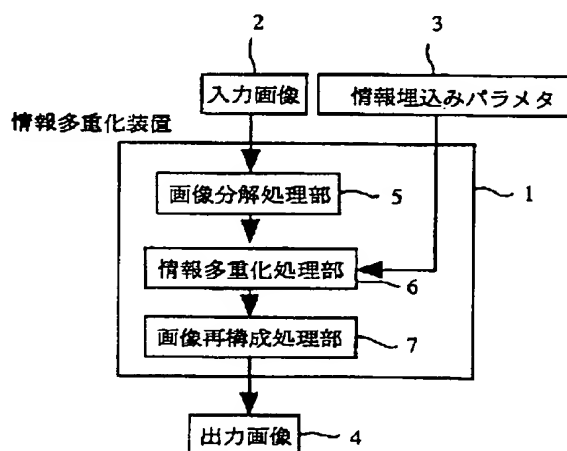 2
3
入力画像
情報埋込みパラメタ
情報多重化装置
画像分解処理部
5
1
情報多重化処理部
6
画像再構成処理部
7
出力画像
4